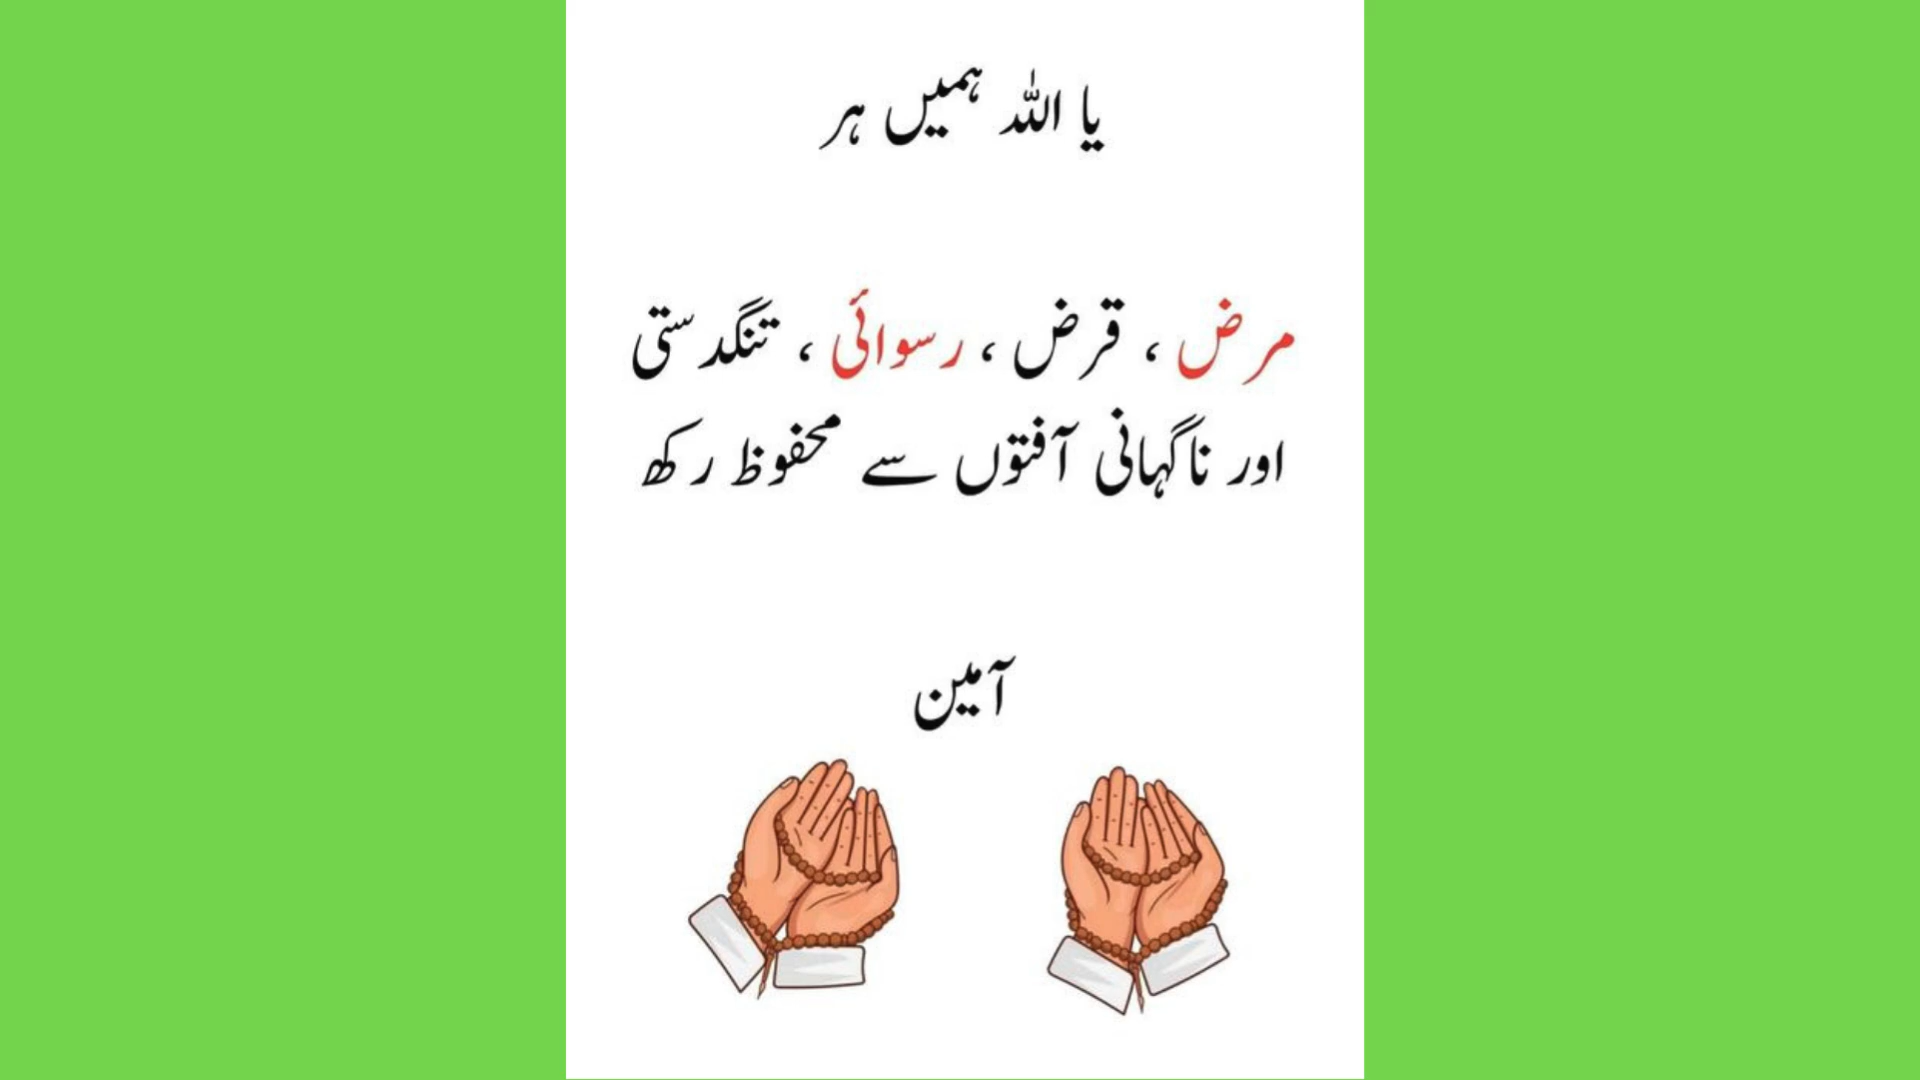 یا اللہ ہمیں ہر
مرض ، قرض ، رسوائی ، تنگدستی
اور ناگہانی آفتوں سے محفوظ رکھ
آمین